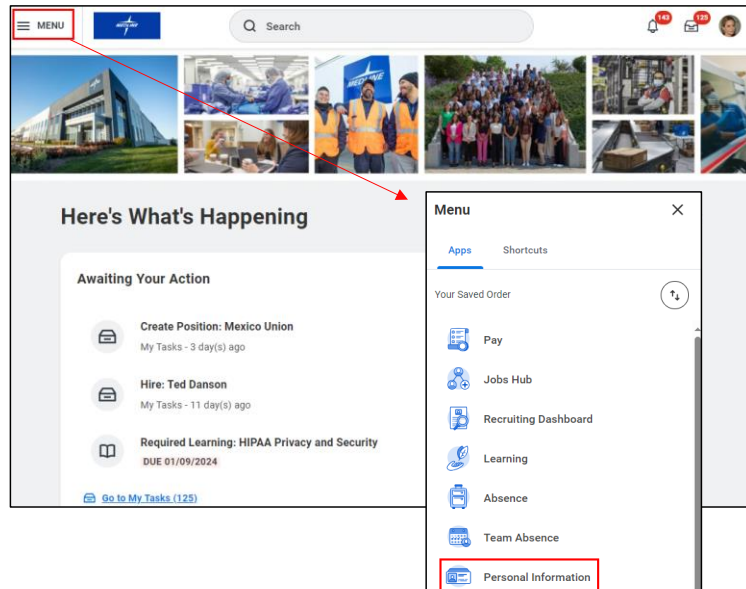 MENU
MEDLINE
Search
143
125
MEDLINE
Here's What's Happening
Awaiting Your Action
Create Position: Mexico Union
My Tasks - 3 day(s) ago
Hire: Ted Danson
My Tasks - 11 day(s) ago
Required Learning: HIPAA Privacy and Security
DUE 01/09/2024
Go to My Tasks (125)
Menu
Apps
Shortcuts
Your Saved Order
Pay
Jobs Hub
Recruiting Dashboard
Learning
Absence
Team Absence
Personal Information